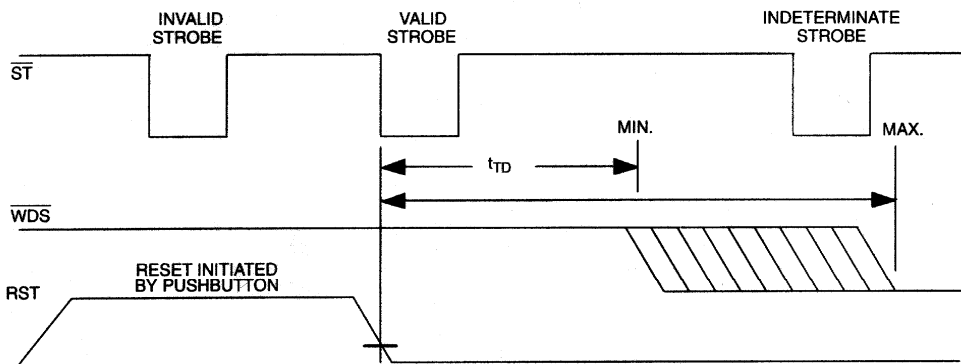 INVALID
STROBE
VALID
STROBE
INDETERMINATE
STROBE
ST
MIN.
MAX.
tTD
WDS
RESET INITIATED
BY PUSHBUTTON
RST